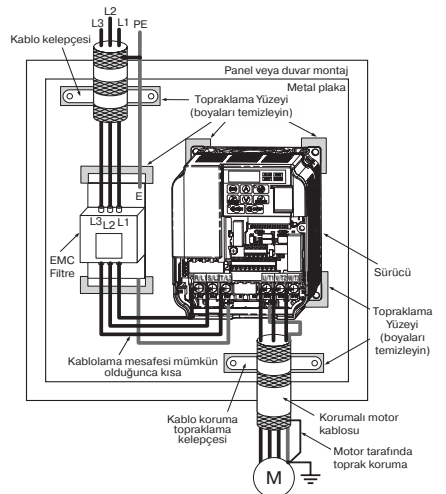 L3 L2 L1 PE
Kablo kelepçesi
Panel veya duvar montaj
Metal plaka
Topraklama Yüzeyi
(boyaları temizleyin)
E
L3 L2 L1
EMC
Filtre
Sürücü
Topraklama
Yüzeyi
(boyaları
temizleyin)
Kablolama mesafesi mümkün
olduğunca kısa
Kablo koruma
topraklama
kelepçesi
Korumalı motor
kablosu
Motor tarafında
toprak koruma
M